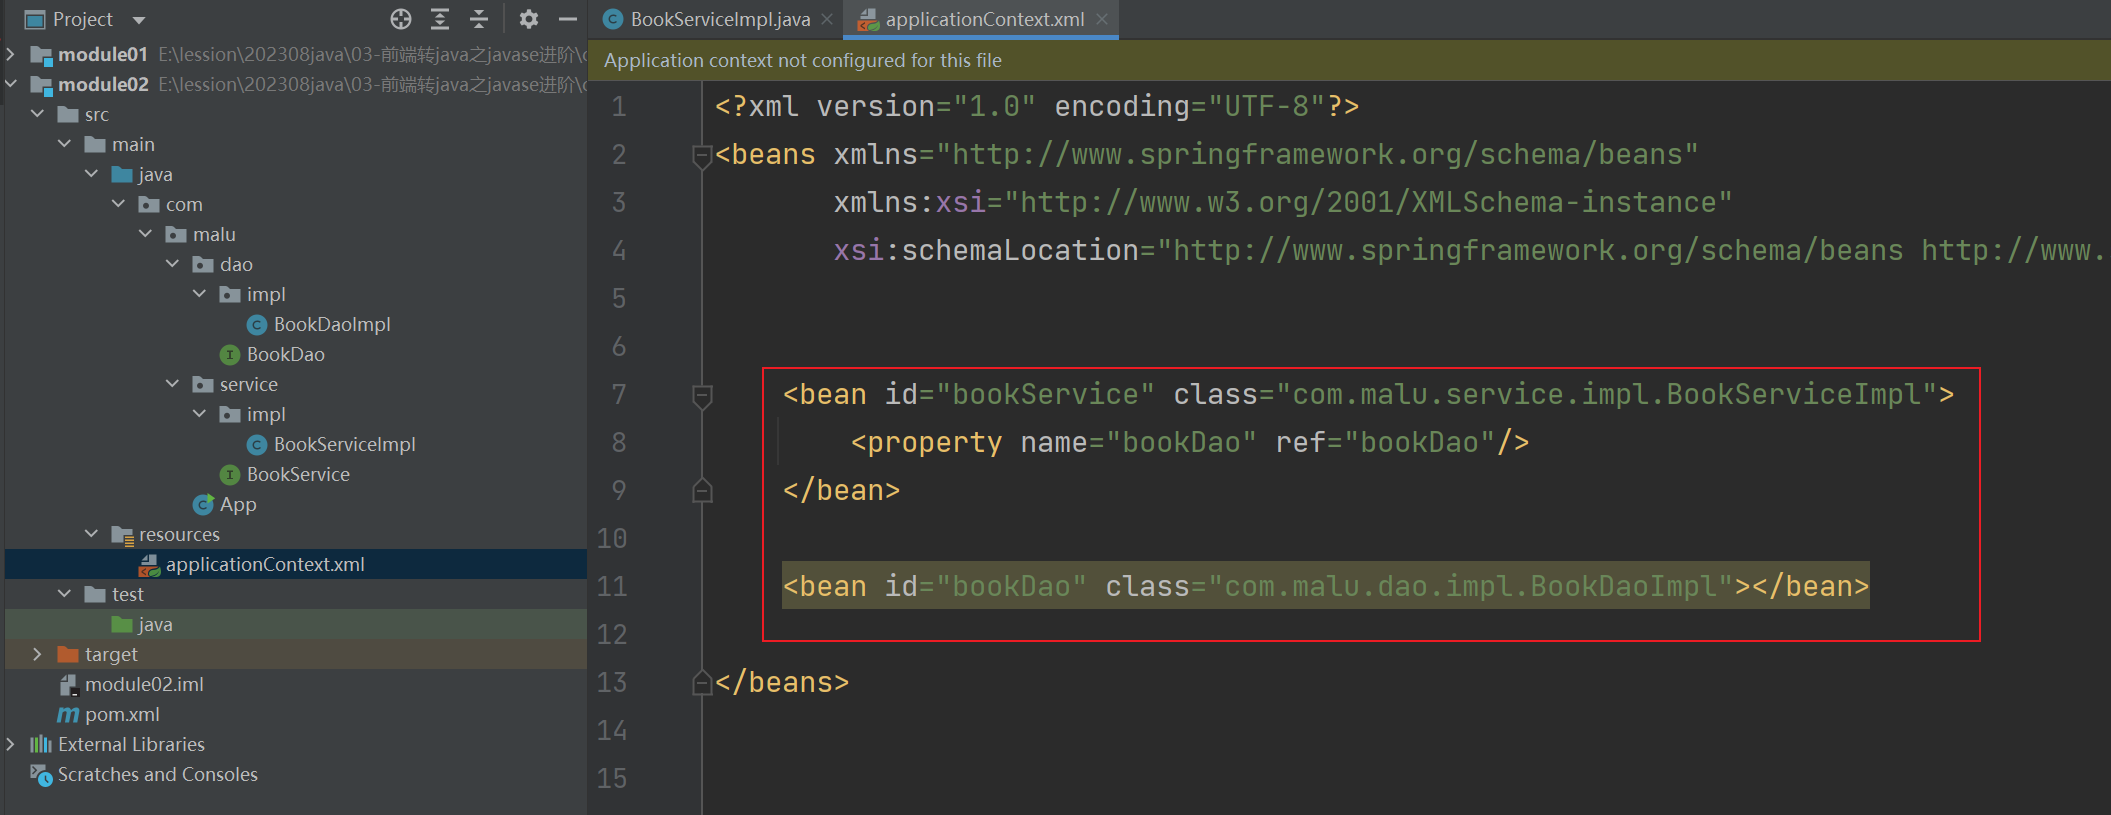 Project
module01 E:\lession\202308java\03-前端转java之javase进阶\
module02 E:\lession\202308java\03-前端转java之javase进阶\
src
main
java
com
malu
dao
impl
BookDaoImpl
BookDao
service
impl
BookServiceImpl
BookService
App
resources
applicationContext.xml
test
java
target
module02.iml
pom.xml
External Libraries
Scratches and Consoles
BookServiceImpl.java applicationContext.xml
Application context not configured for this file
1 <?xml version="1.0" encoding="UTF-8"?>
2 <beans xmlns="http://www.springframework.org/schema/beans"
3 xmlns:xsi="http://www.w3.org/2001/XMLSchema-instance"
4 xsi:schemaLocation="http://www.springframework.org/schema/beans http://www.
5
6
7 <bean id="bookService" class="com.malu.service.impl.BookServiceImpl">
8 <property name="bookDao" ref="bookDao"/>
9 </bean>
10
11 <bean id="bookDao" class="com.malu.dao.impl.BookDaoImpl"></bean>
12
13 </beans>
14
15